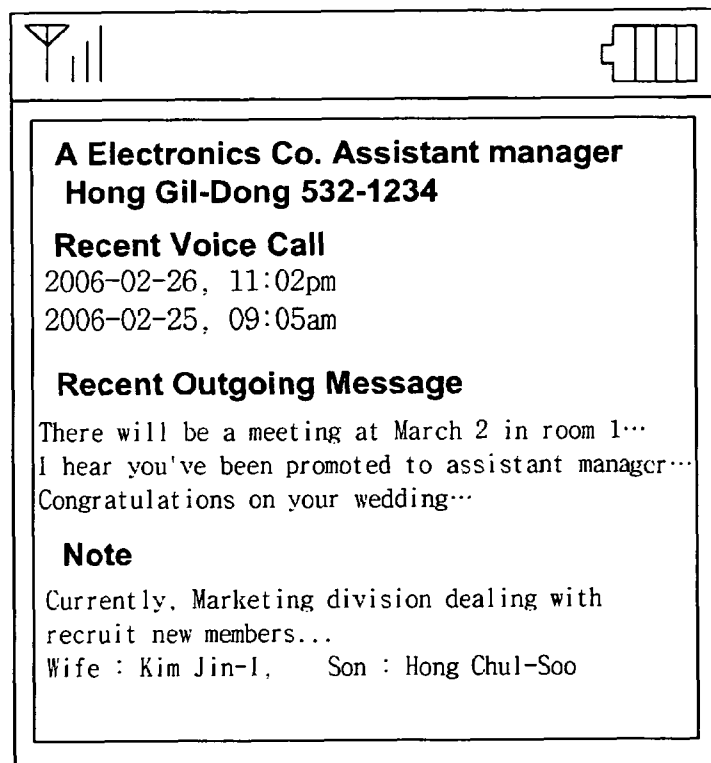 A Electronics Co. Assistant manager
Hong Gil-Dong 532-1234
Recent Voice Call
2006-02-26, 11:02pm
2006-02-25, 09:05am
Recent Outgoing Message
There will be a meeting at March 2 in room 1…
I hear you've been promoted to assistant manager…
Congratulations on your wedding…
Note
Currently, Marketing division dealing with
recruit new members...
Wife : Kim Jin-I,    Son : Hong Chul-Soo